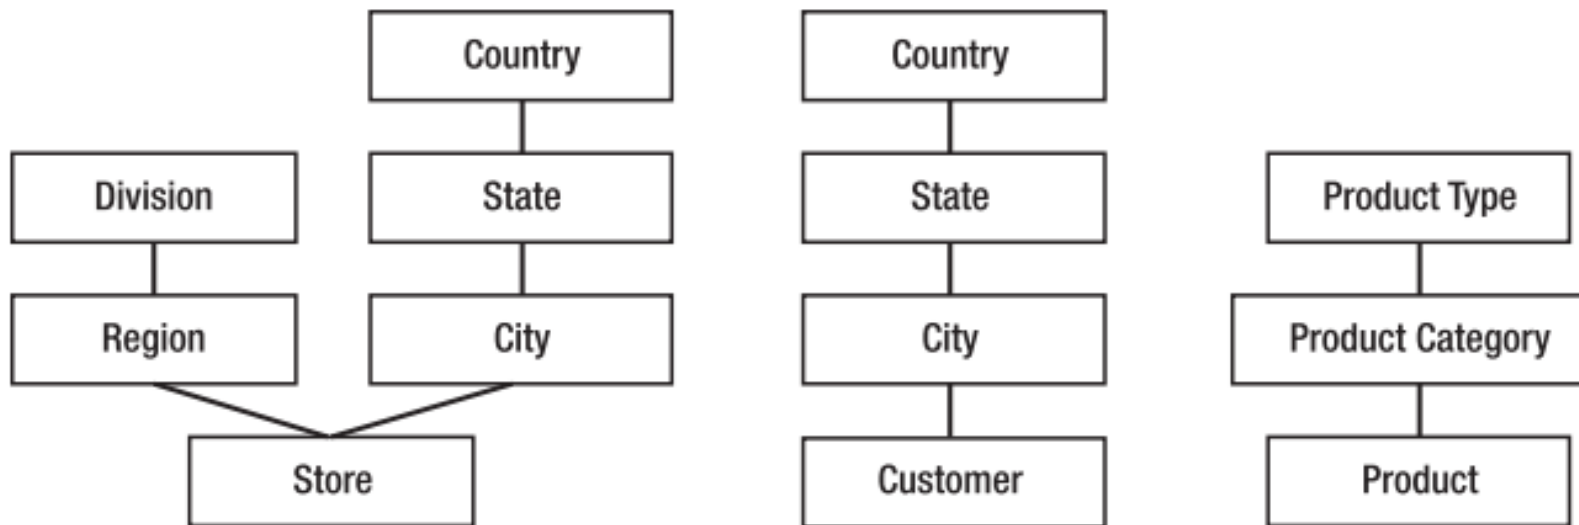 Country
Country
Division
State
State
Product Type
Region
City
City
Product Category
Store
Customer
Product